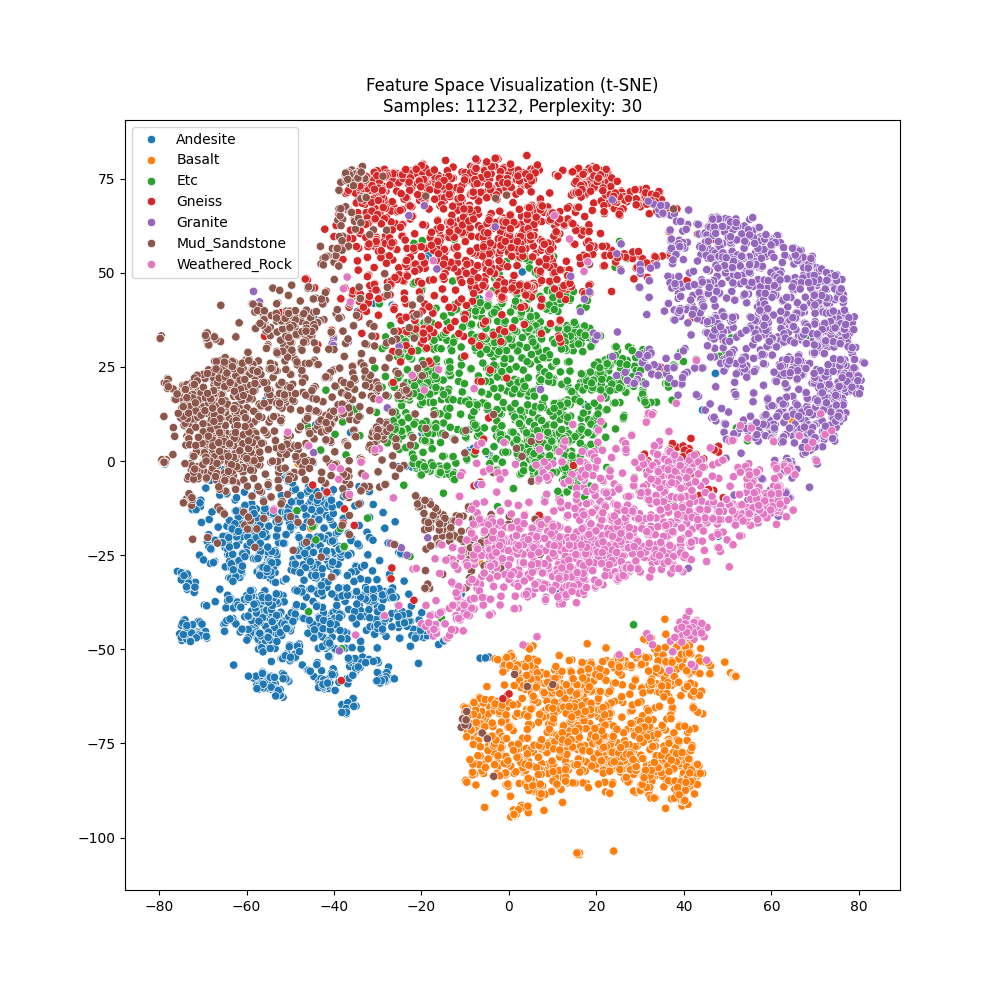 Feature Space Visualization (t-SNE)
Samples: 11232, Perplexity: 30
Andesite
Basalt
Etc
Gneiss
Granite
Mud_Sandstone
Weathered_Rock
75
50
25
0
−25
−50
−75
−100
−80 −60 −40 −20 0 20 40 60 80